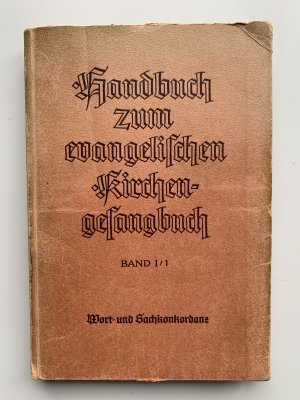 Handbuch
zum
evangeliſchen
Kirchen-
geſangbuch
BAND I/1
Wort- und Sachkonkordanz